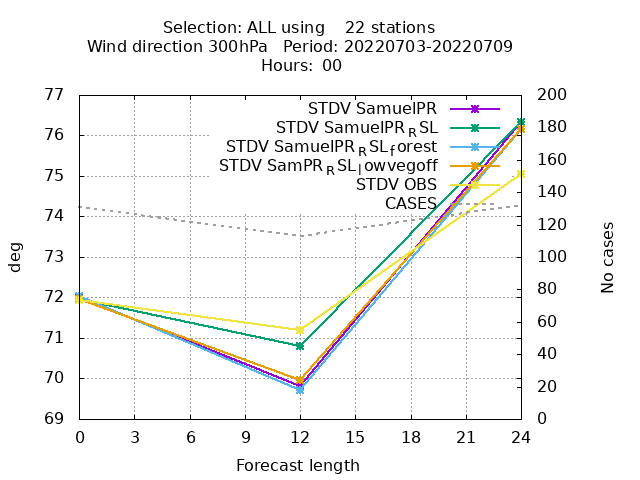 Selection: ALL using    22 stations
Wind direction 300hPa   Period: 20220703-20220709
Hours:  00
77
76
75
74
73
72
71
70
69
200
180
160
140
120
100
80
60
40
20
0
0 3 6 9 12 15 18 21 24
deg
No cases
Forecast length
STDV SamuelPR
STDV SamuelPR_RSL
STDV SamuelPR_RSL_forest
STDV SamPR_RSL_lowvegoff
STDV OBS
CASES